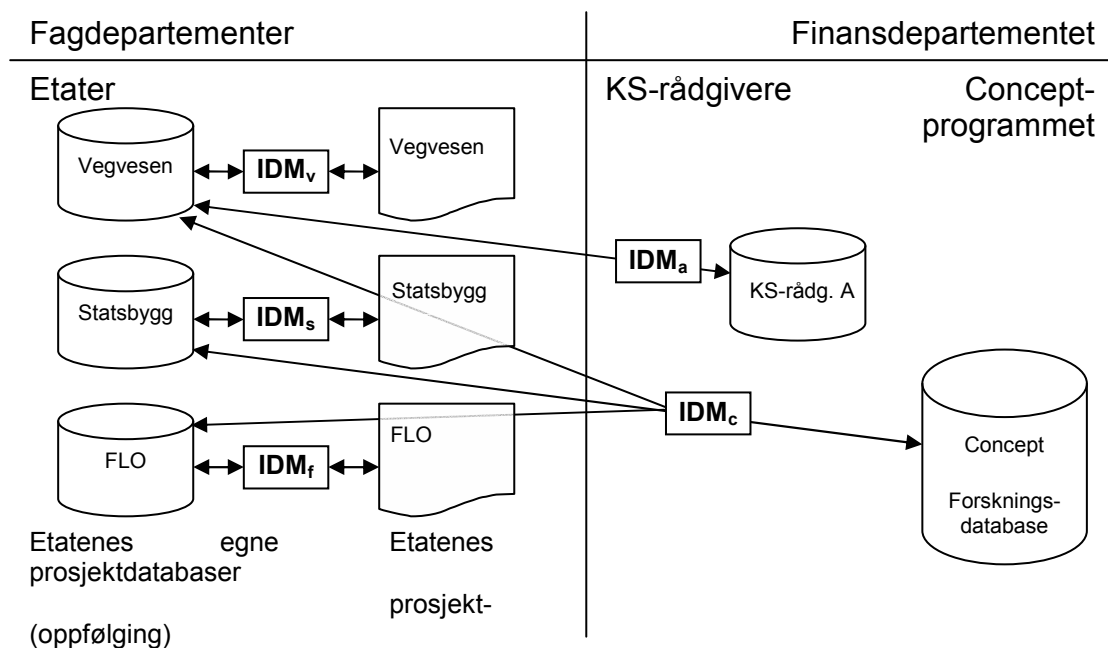 Fagdepartementer
Finansdepartementet
Etater
KS-rådgivere
Concept-
programmet
Vegvesen
IDMv
Vegvesen
IDMa
KS-rådg. A
Statsbygg
IDMs
Statsbygg
IDMc
Concept
Forsknings-
database
FLO
IDMf
FLO
Etatenes egne
prosjektdatabaser
(oppfølging)
Etatenes
prosjekt-